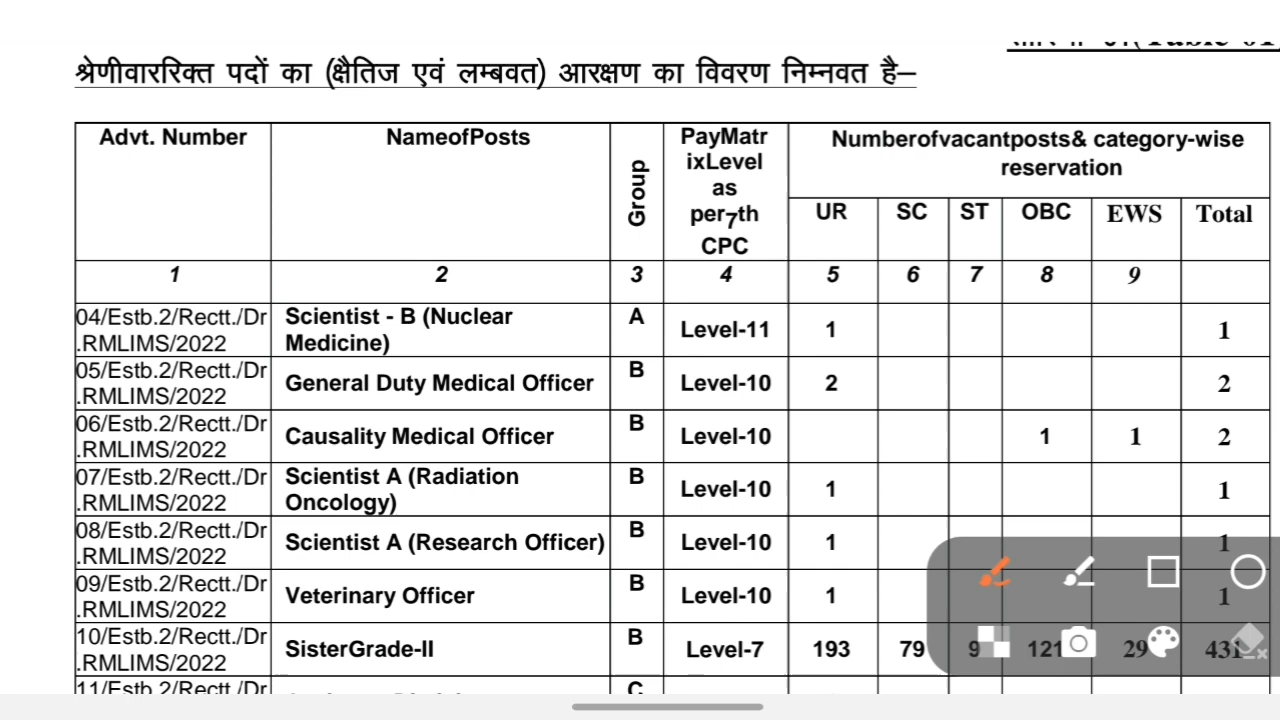 श्रेणीवाररिक्त पदों का (क्षैतिज एवं लम्बवत) आरक्षण का विवरण निम्नवत है–
Advt. Number NameofPosts Group PayMatr
ixLevel
as
per7th
CPC Numberofvacantposts& category-wise
reservation
UR SC ST OBC EWS Total
1 2 3 4 5 6 7 8 9
04/Estb.2/Rectt./Dr
.RMLIMS/2022 Scientist - B (Nuclear
Medicine) A Level-11 1 1
05/Estb.2/Rectt./Dr
.RMLIMS/2022 General Duty Medical Officer B Level-10 2 2
06/Estb.2/Rectt./Dr
.RMLIMS/2022 Causality Medical Officer B Level-10 1 1 2
07/Estb.2/Rectt./Dr
.RMLIMS/2022 Scientist A (Radiation
Oncology) B Level-10 1 1
08/Estb.2/Rectt./Dr
.RMLIMS/2022 Scientist A (Research Officer) B Level-10 1 1
09/Estb.2/Rectt./Dr
.RMLIMS/2022 Veterinary Officer B Level-10 1 1
10/Estb.2/Rectt./Dr
.RMLIMS/2022 SisterGrade-II B Level-7 193 79 9 121 29 431
11/Estb.2/Rectt./Dr C